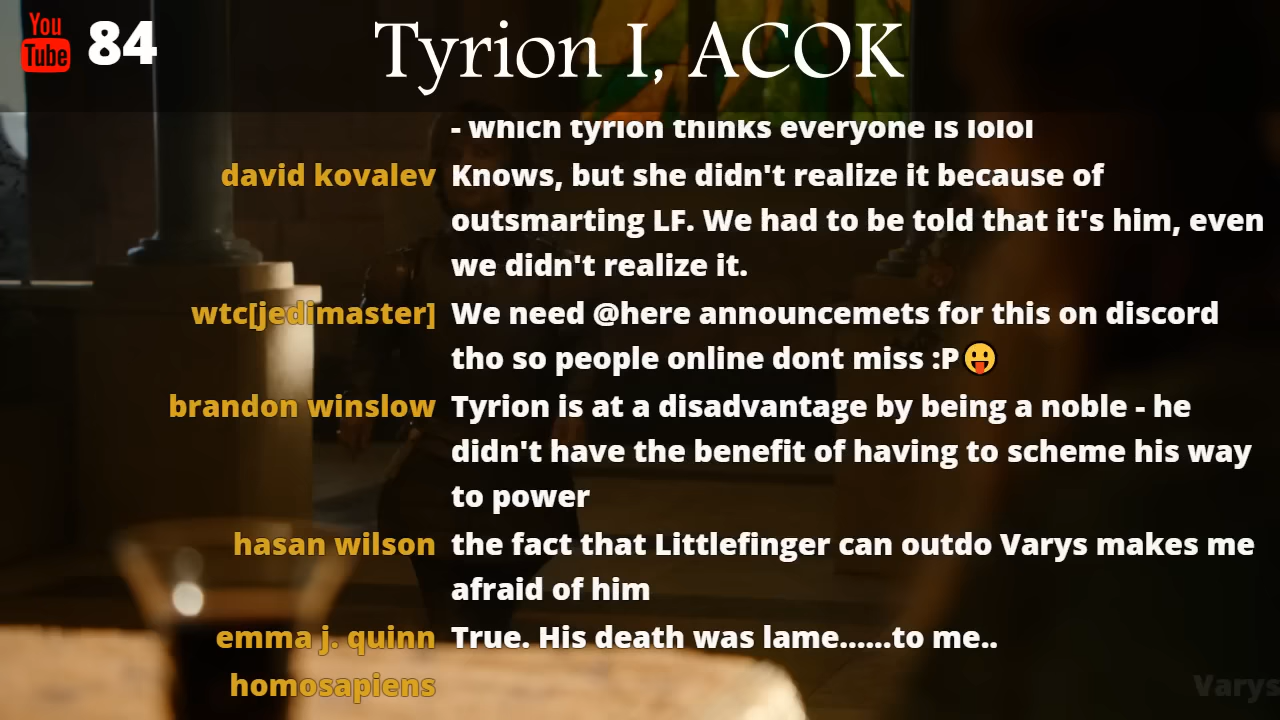 You
Tube 84
Tyrion I, ACOK
- which tyrion thinks everyone is lolol
david kovalev Knows, but she didn't realize it because of
outsmarting LF. We had to be told that it's him, even
we didn't realize it.
wtc[jedimaster] We need @here announcemets for this on discord
tho so people online dont miss :P😛
brandon winslow Tyrion is at a disadvantage by being a noble - he
didn't have the benefit of having to scheme his way
to power
hasan wilson the fact that Littlefinger can outdo Varys makes me
afraid of him
emma j. quinn True. His death was lame......to me..
homosapiens Varys